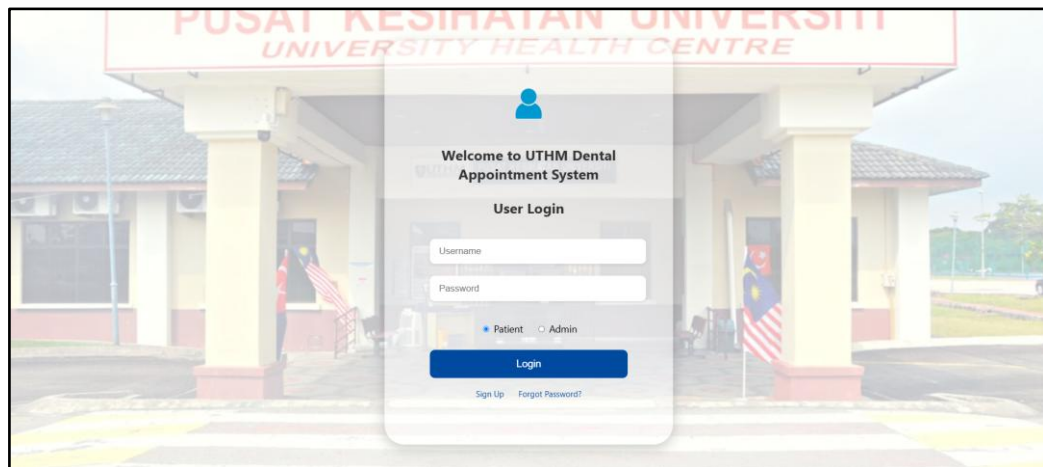 PUSAT KESIHATAN UNIVERSITI
UNIVERSITY HEALTH CENTRE
Welcome to UTHM Dental
Appointment System
User Login
Username
Password
Patient
Admin
Login
Sign Up
Forgot Password?